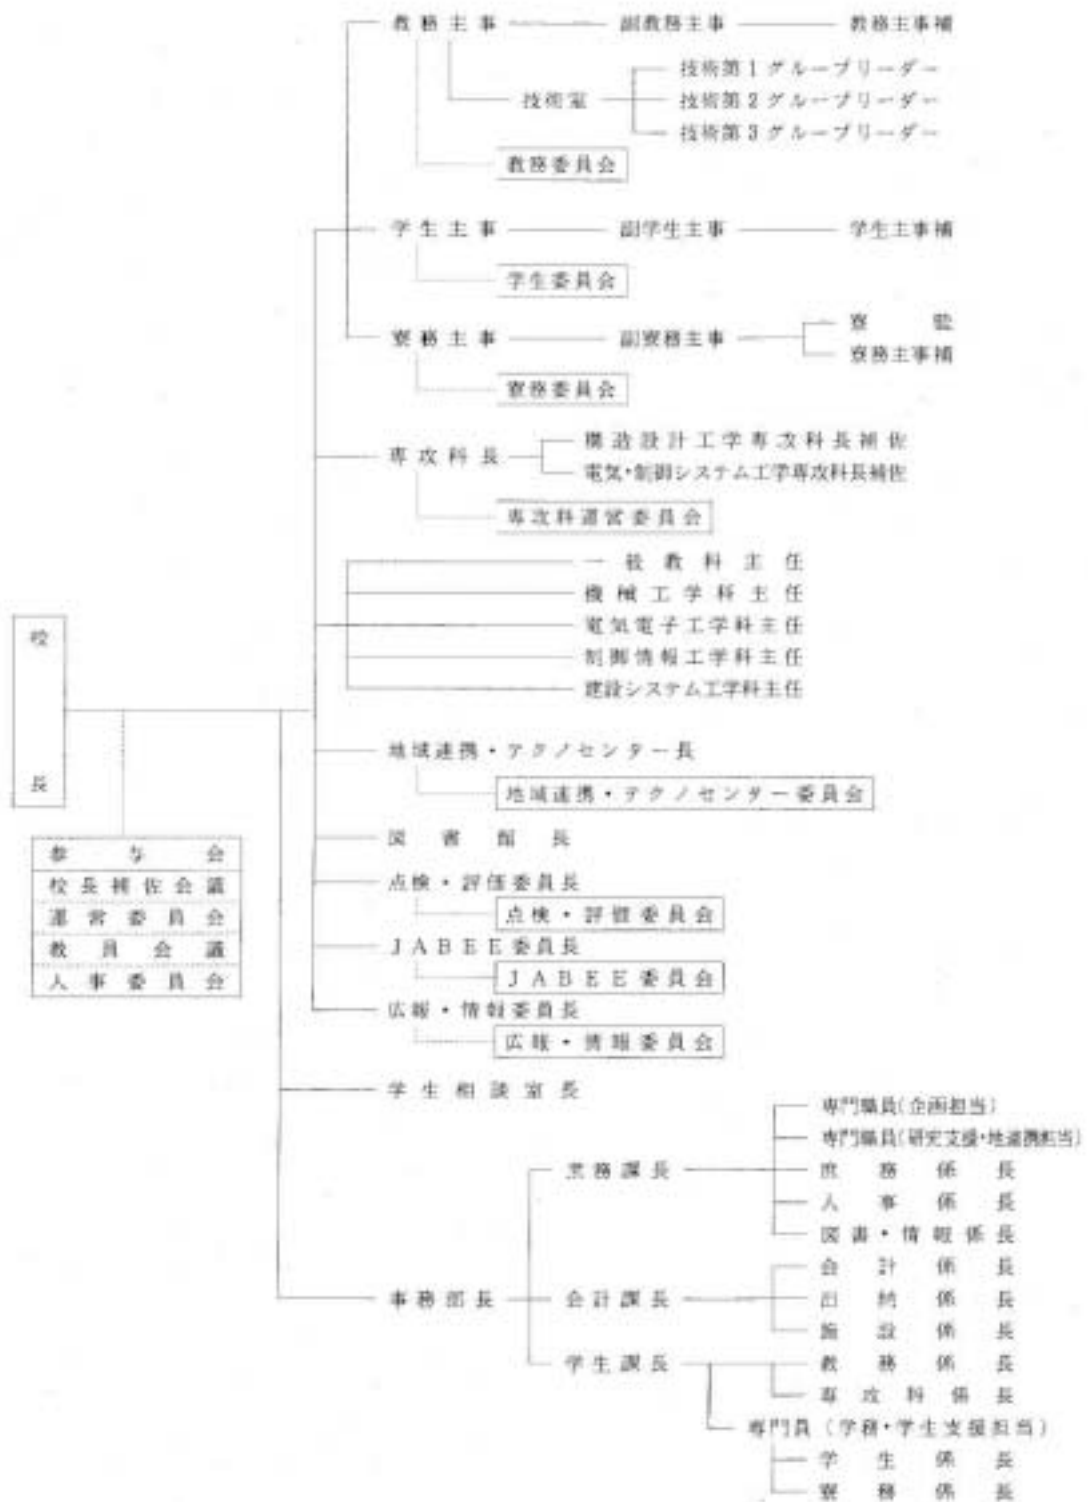 教務主事 副教務主事 教務主事補
技術第1グループリーダー
技術室 技術第2グループリーダー
技術第3グループリーダー
教務委員会
学生主事 副学生主事 学生主事補
学生委員会
寮務主事 副寮務主事
寮監
寮務主事補
寮務委員会
専攻科長
構造設計工学専攻科長補佐
電気・制御システム工学専攻科長補佐
専攻科運営委員会
一般教科主任
機械工学科主任
電気電子工学科主任
制御情報工学科主任
建設システム工学科主任
校長
地域連携・テクノセンター長
地域連携・テクノセンター委員会
参与会
校長補佐会議
運営委員会
教員会議
人事委員会
図書館長
点検・評価委員長
点検・評価委員会
JABEE委員長
JABEE委員会
広報・情報委員長
広報・情報委員会
学生相談室長
事務部長
庶務課長
専門職員(企画担当)
専門職員(研究支援・地連携担当)
庶務係長
人事係長
図書・情報係長
会計課長
会計係長
出納係長
施設係長
学生課長
教務係長
専攻科係長
専門員(学務・学生支援担当)
学生係長
寮務係長